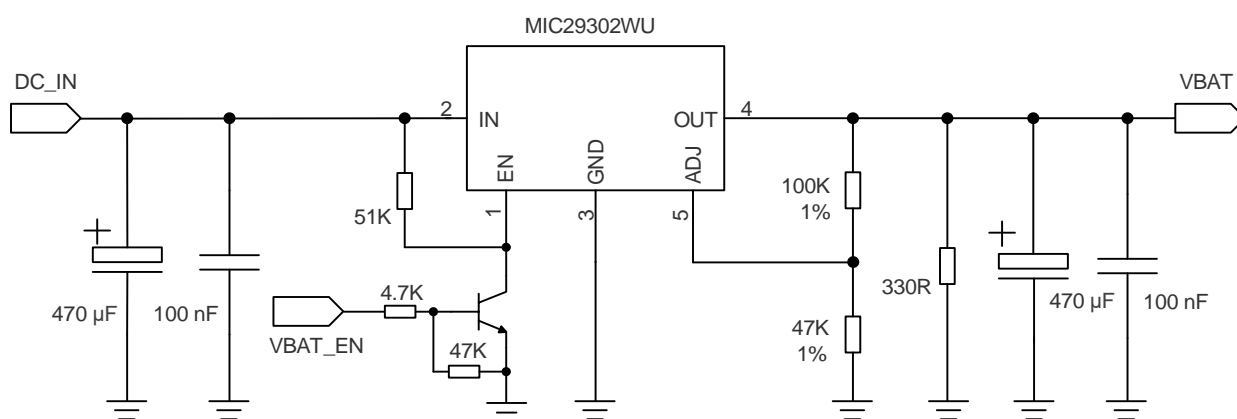 MIC29302WU
DC_IN
VBAT
2
IN
OUT
4
EN
GND
ADJ
1
3
5
51K
100K
1%
+
470 µF
100 nF
4.7K
VBAT_EN
47K
47K
1%
330R
+
470 µF
100 nF